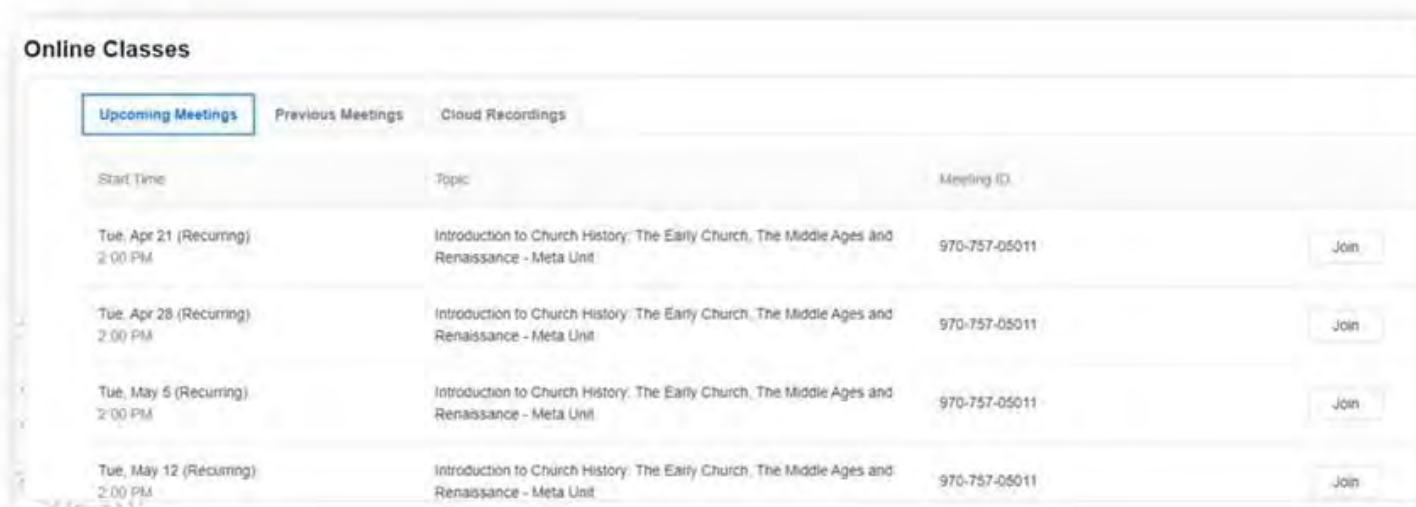 Online Classes
Upcoming Meetings Previous Meetings Cloud Recordings
Start Time Topic Meeting ID
Tue, Apr 21 (Recurring) Introduction to Church History: The Early Church, The Middle Ages and
2:00 PM Renaissance - Meta Unit 970-757-05011 Join
Tue, Apr 28 (Recurring) Introduction to Church History: The Early Church, The Middle Ages and
2:00 PM Renaissance - Meta Unit 970-757-05011 Join
Tue, May 5 (Recurring) Introduction to Church History: The Early Church, The Middle Ages and
2:00 PM Renaissance - Meta Unit 970-757-05011 Join
Tue, May 12 (Recurring) Introduction to Church History: The Early Church, The Middle Ages and
2:00 PM Renaissance - Meta Unit 970-757-05011 Join